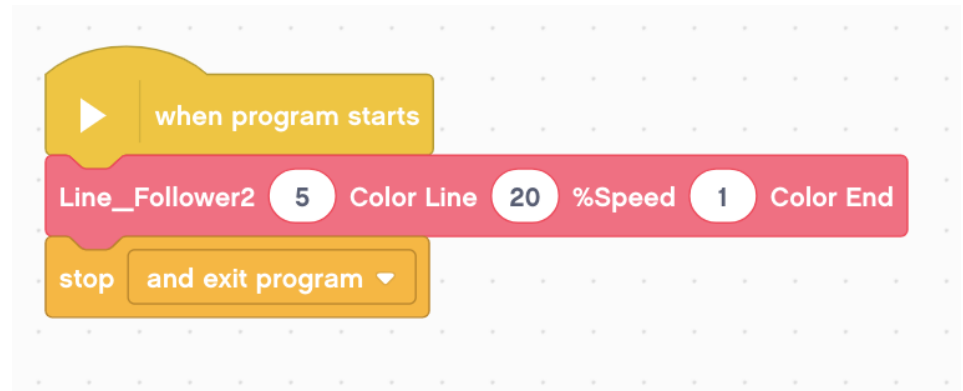 when program starts
Line_Follower2 5 Color Line 20 %Speed 1 Color End
stop and exit program